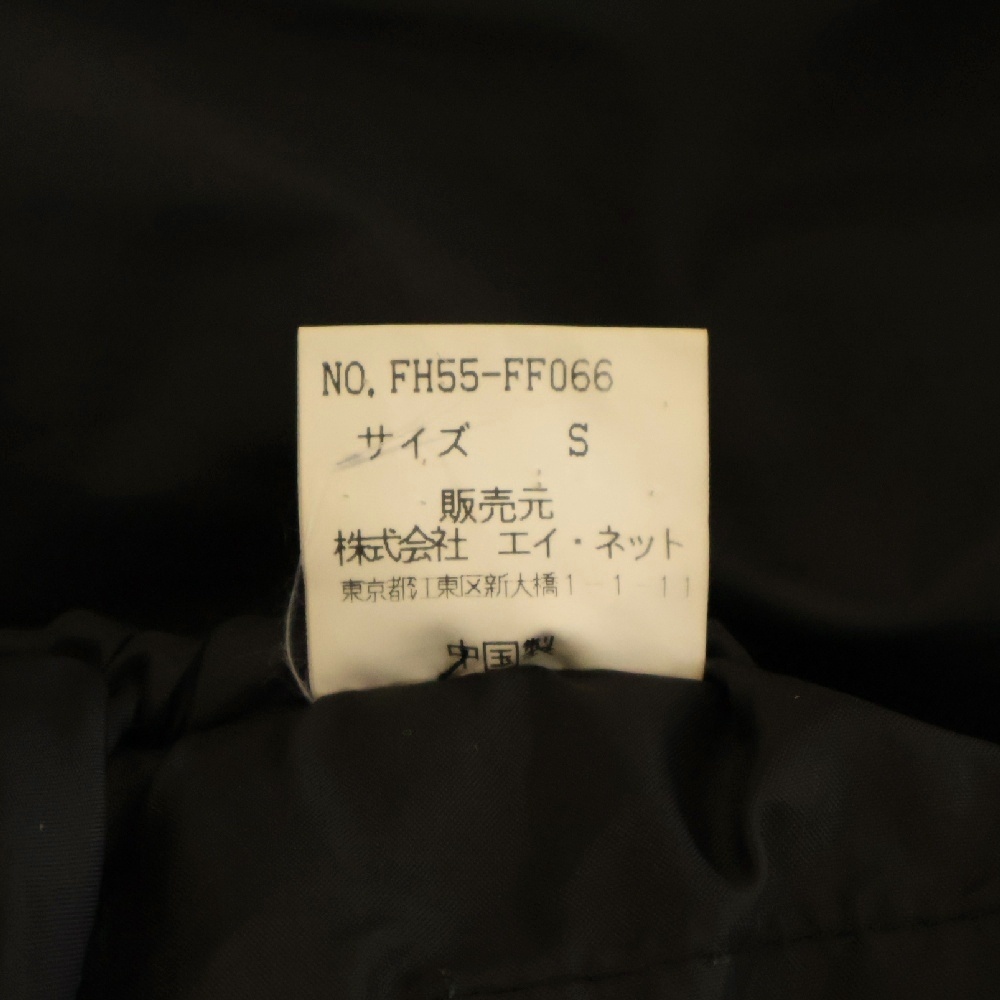 NO. FH55-FF066
サイズ S
販売元
株式会社 エイ・ネット
東京都江東区新大橋1-1-11
中国製